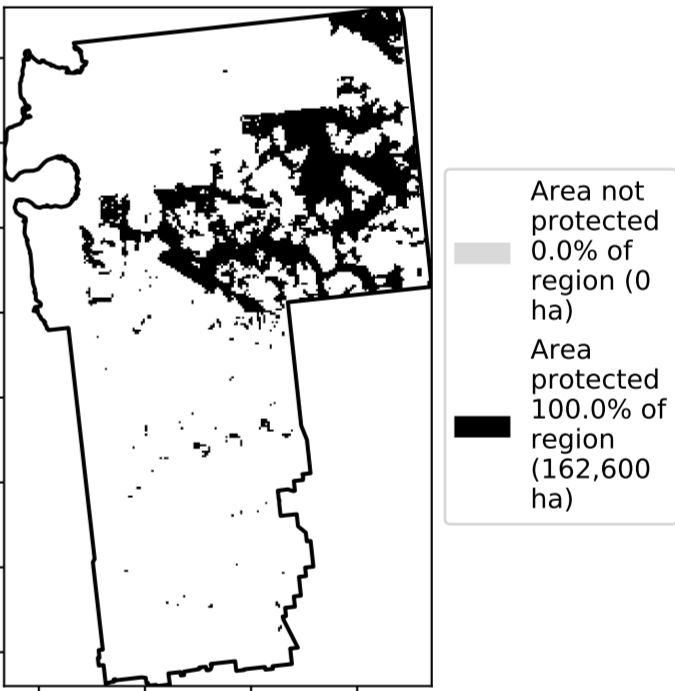 Area not
protected
0.0% of
region (0
ha)
Area
protected
100.0% of
region
(162,600
ha)